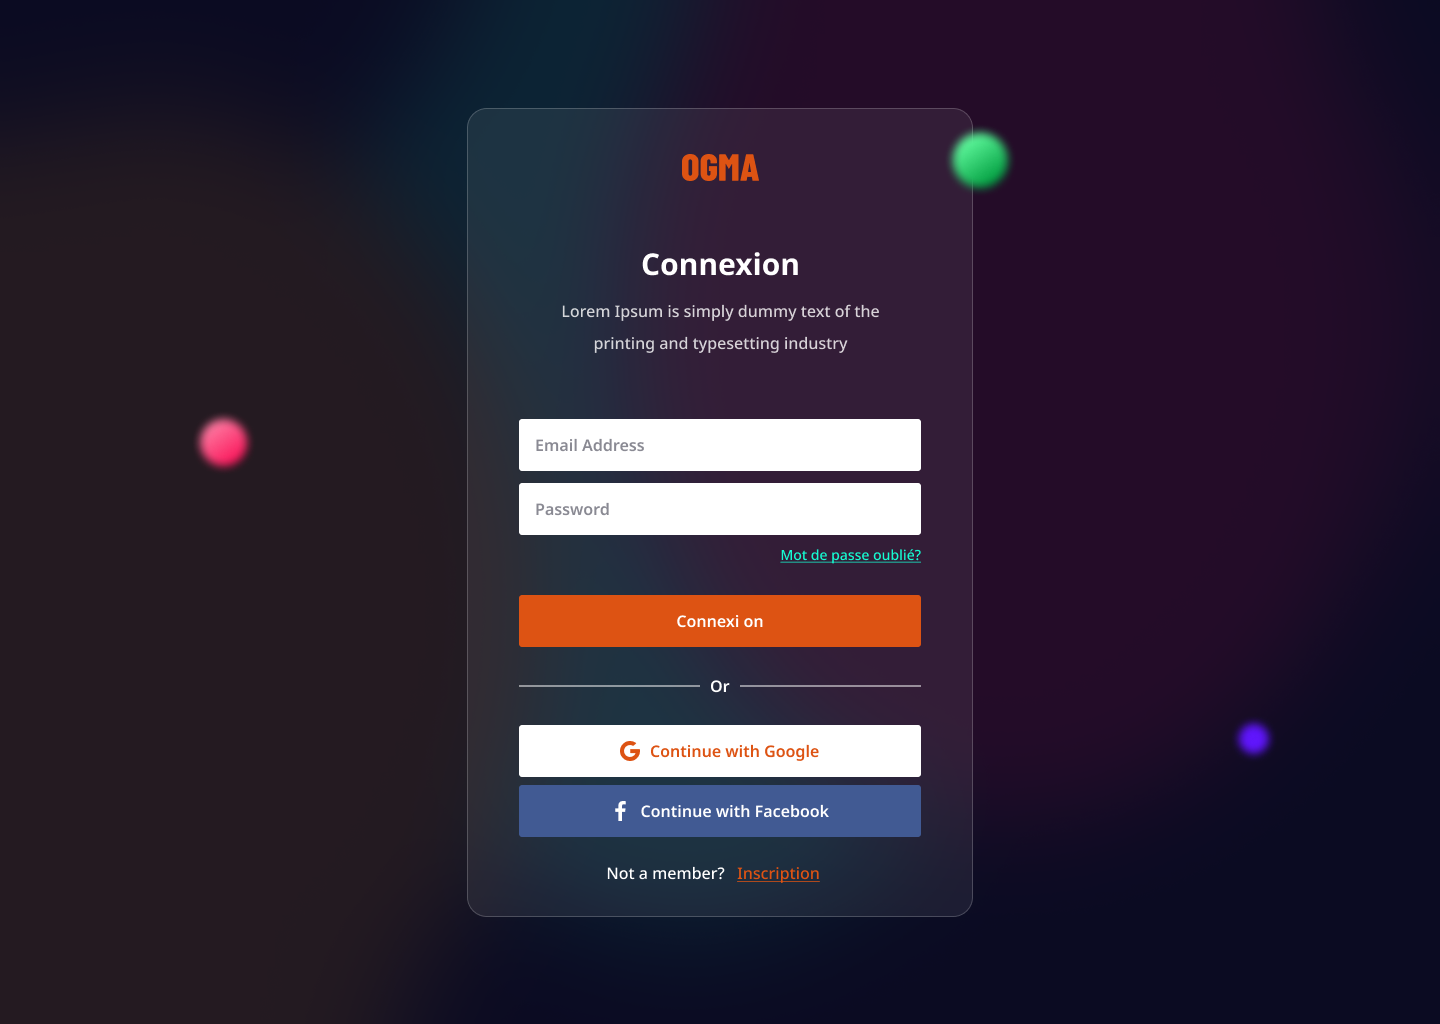 OGMA
Connexion
Lorem Ipsum is simply dummy text of the
printing and typesetting industry
Email Address
Password
Mot de passe oublié?
Connexi on
Or
Continue with Google
Continue with Facebook
Not a member? Inscription